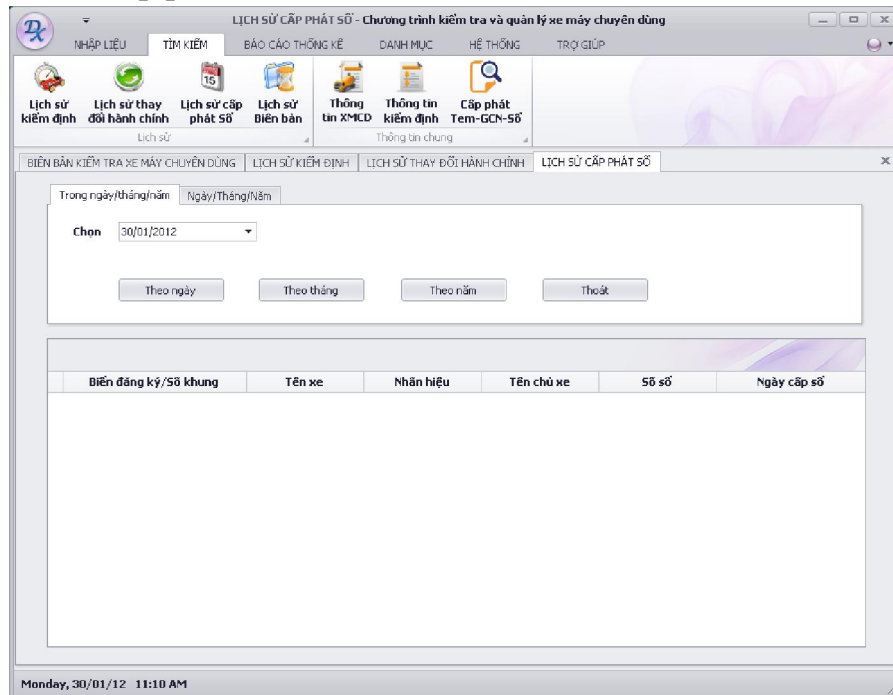 LỊCH SỬ CẤP PHÁT SỔ - Chương trình kiểm tra và quản lý xe máy chuyên dùng
NHẬP LIỆU TÌM KIẾM BÁO CÁO THỐNG KÊ DANH MỤC HỆ THỐNG TRỢ GIÚP
Lịch sử kiểm định
Lịch sử thay đổi hành chính
Lịch sử cấp phát Sổ
Lịch sử Biên bản
Thông tin XMCD
Thông tin kiểm định
Cấp phát Tem-GCN-Sổ
Lịch sử Thông tin chung
BIÊN BẢN KIỂM TRA XE MÁY CHUYÊN DÙNG LỊCH SỬ KIỂM ĐỊNH LỊCH SỬ THAY ĐỔI HÀNH CHÍNH LỊCH SỬ CẤP PHÁT SỔ
Trong ngày/tháng/năm Ngày/Tháng/Năm
Chọn 30/01/2012
Theo ngày Theo tháng Theo năm Thoát
Biển đăng ký/Số khung Tên xe Nhãn hiệu Tên chủ xe Số sổ Ngày cấp sổ
Monday, 30/01/12 11:10 AM